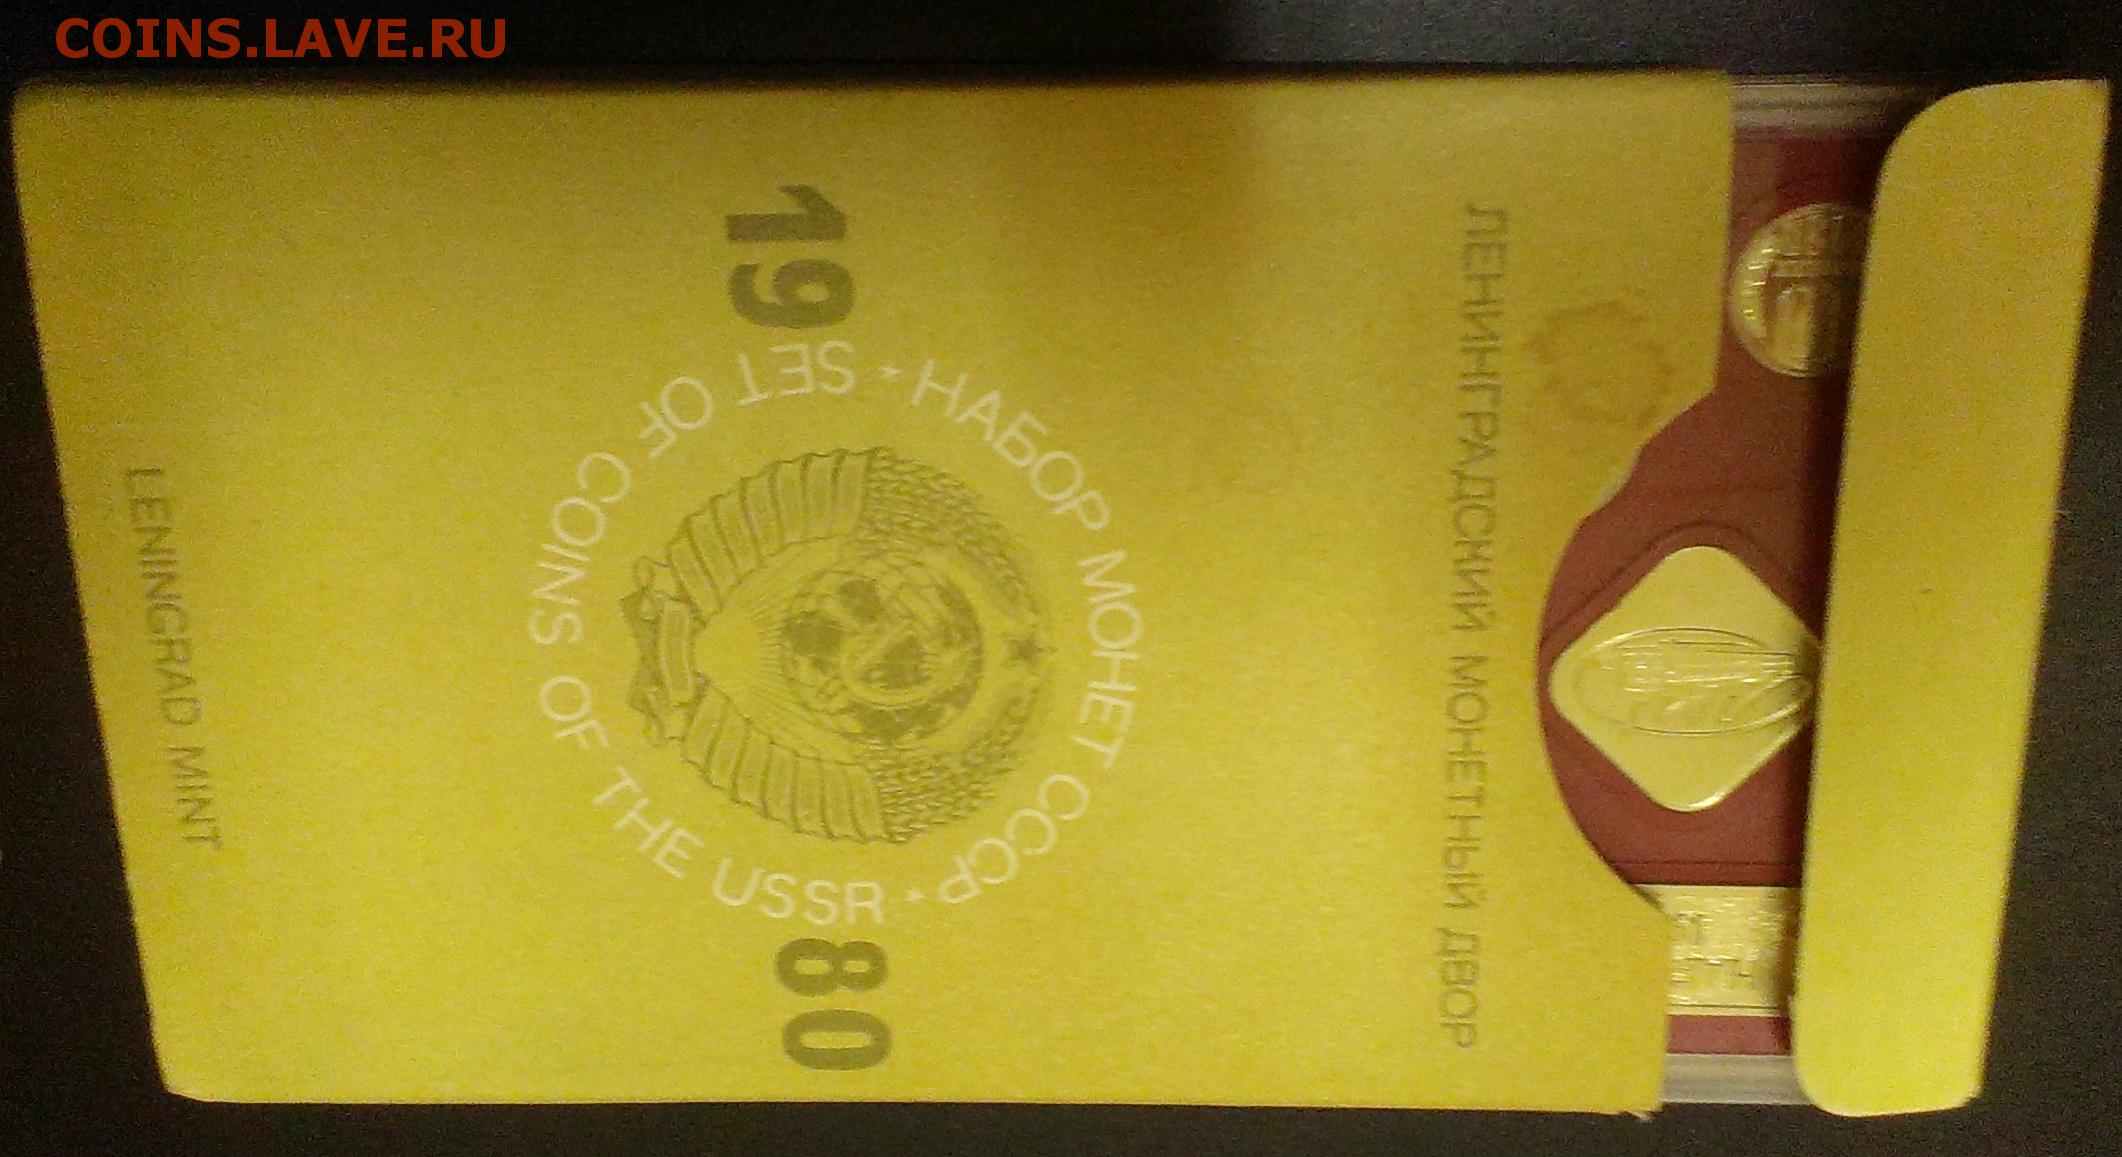 COINS.LAVE.RU
ЛЕНИНГРАДСКИЙ МОНЕТНЫЙ ДВОР
19 80
НАБОР МОНЕТ СССР
SET OF COINS OF THE USSR
LENINGRAD MINT